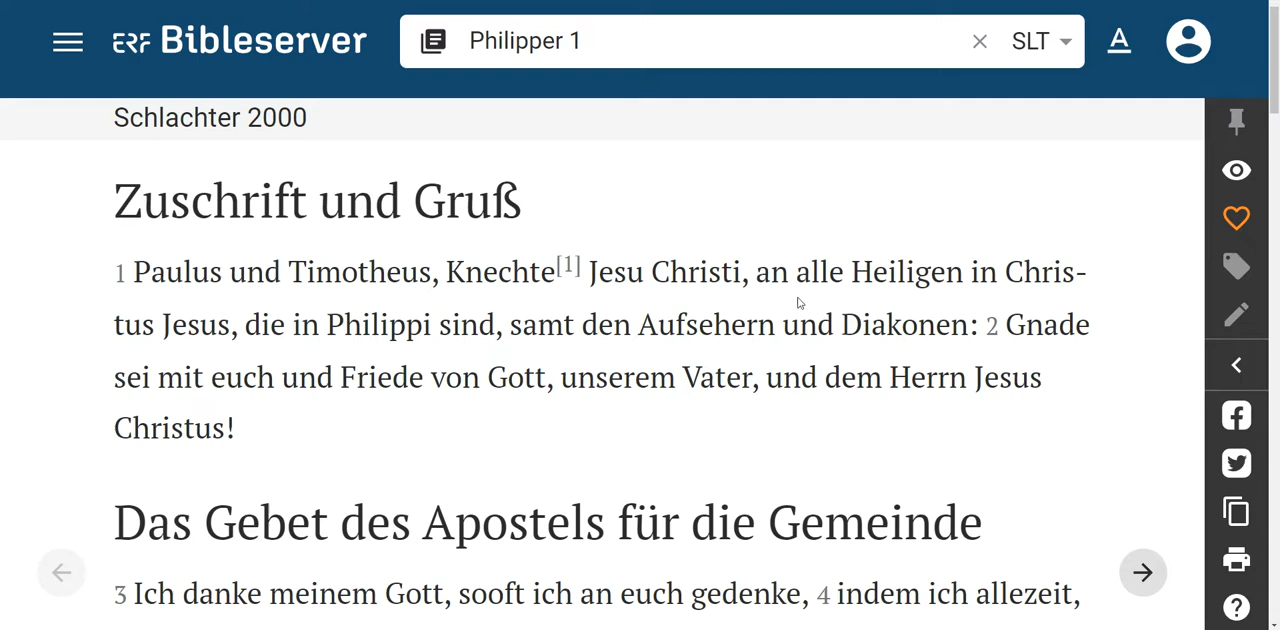 ERF Bibleserver
Philipper 1
SLT
A
Schlachter 2000
Zuschrift und Gruß
1 Paulus und Timotheus, Knechte[1] Jesu Christi, an alle Heiligen in Chris-
tus Jesus, die in Philippi sind, samt den Aufsehern und Diakonen: 2 Gnade
sei mit euch und Friede von Gott, unserem Vater, und dem Herrn Jesus
Christus!
Das Gebet des Apostels für die Gemeinde
3 Ich danke meinem Gott, sooft ich an euch gedenke, 4 indem ich allezeit,